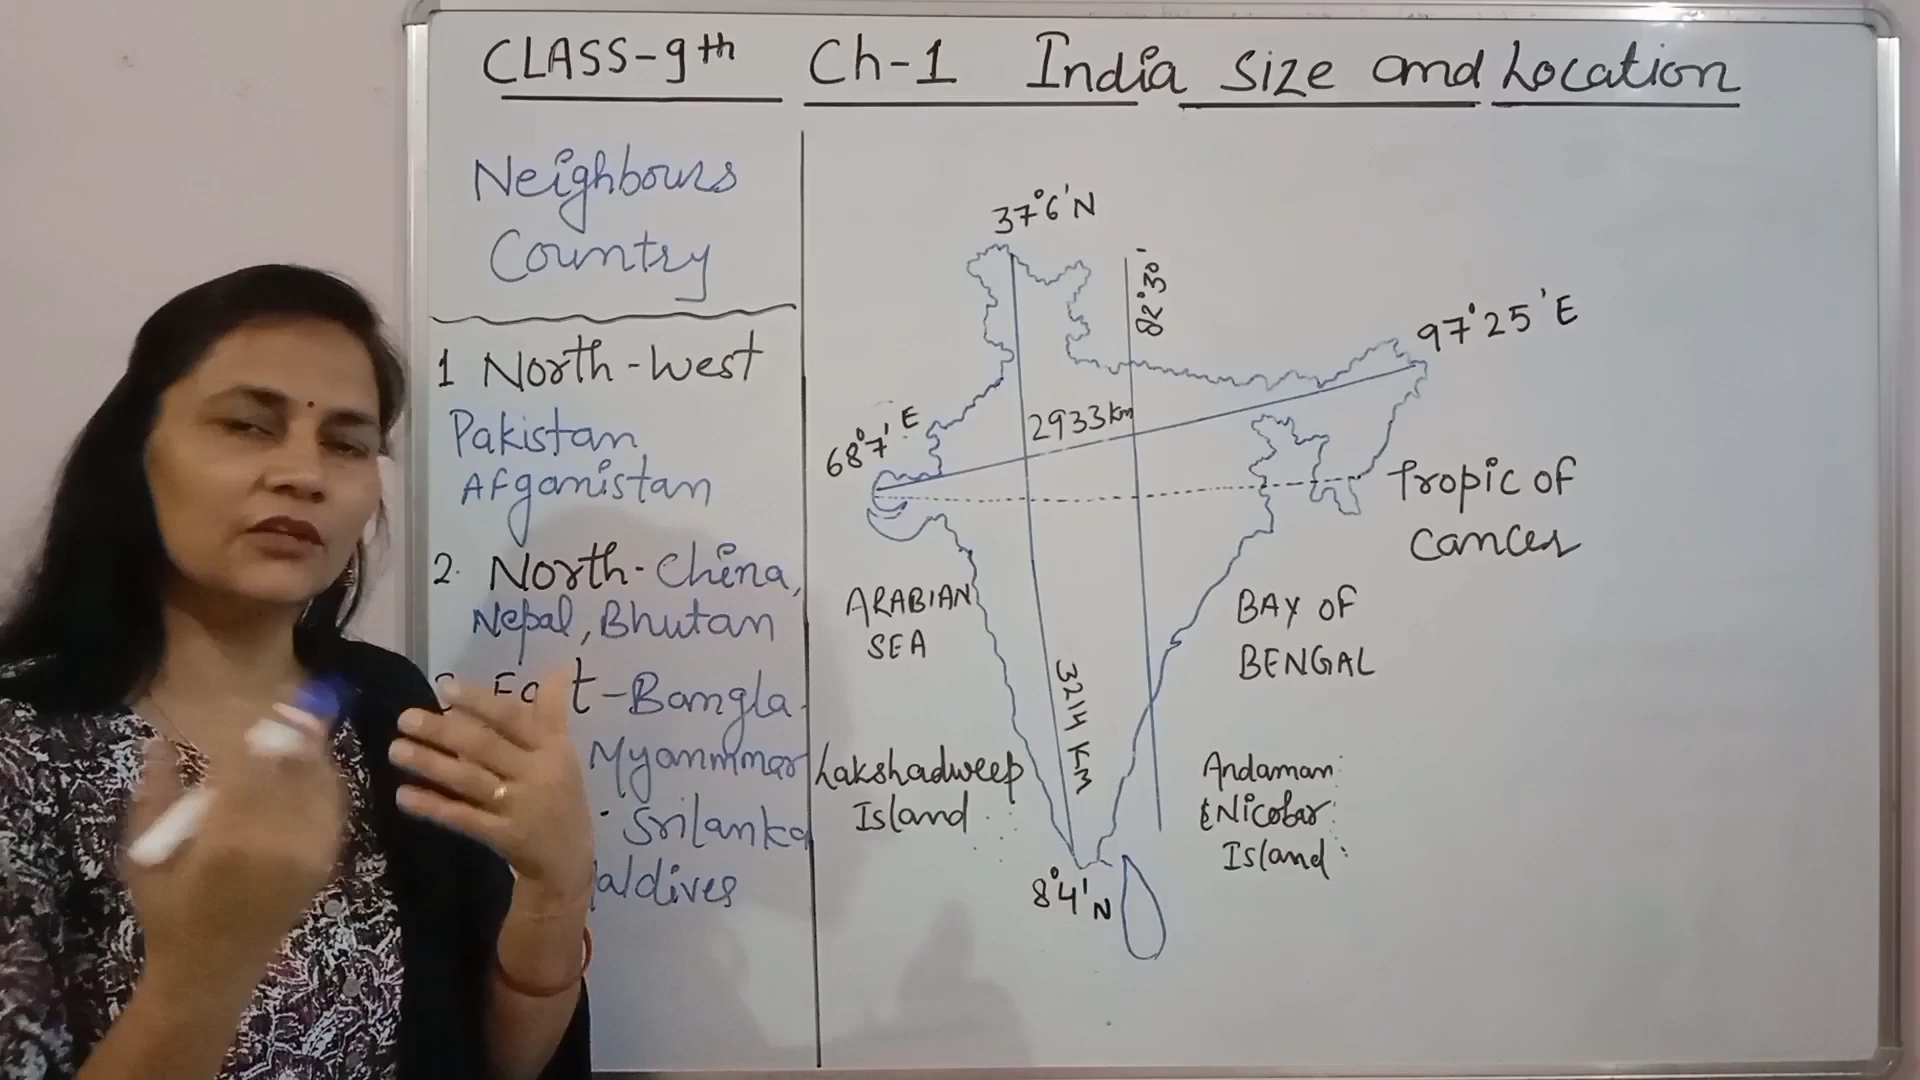 CLASS-9th Ch-1 India Size and Location
Neighbours
Country
1 North-West
Pakistan,
Afganistan
2. North-China,
Nepal, Bhutan
t-Bangla
Myammmar
Srilanka
aldives
37°6'N
82°30'
97°25'E
68°7'E
2933km
Tropic of
Cancer
ARABIAN
SEA
BAY OF
BENGAL
3214 KM
Lakshadweep
Island
Andaman
&Nicobar
Island
8°4'N